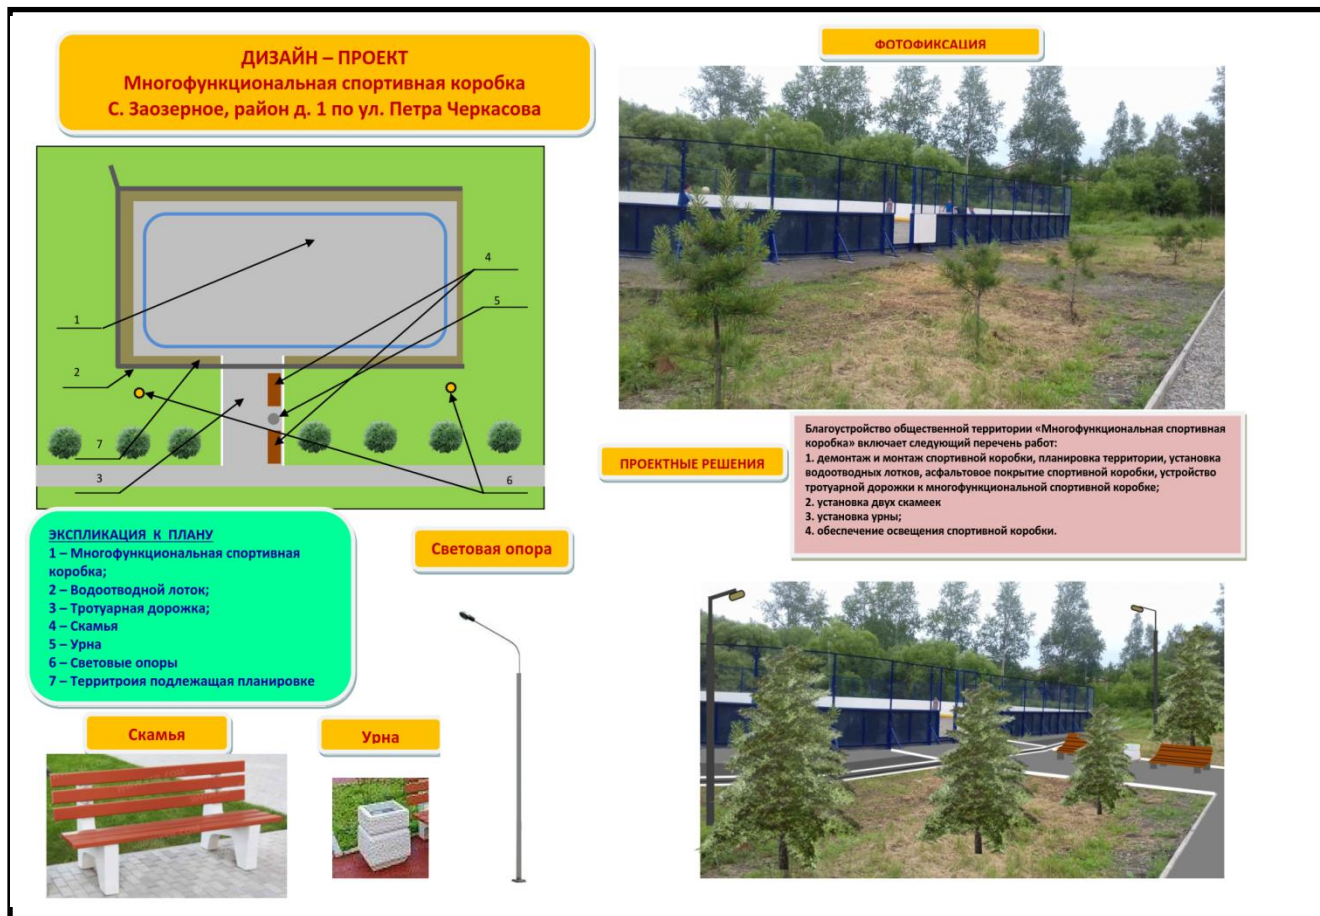 ДИЗАЙН – ПРОЕКТ
Многофункциональная спортивная коробка
С. Заозерное, район д. 1 по ул. Петра Черкасова
ФОТОФИКСАЦИЯ
4
5
1
2
7
3
6
Благоустройство общественной территории «Многофункциональная спортивная
коробка» включает следующий перечень работ:
1. демонтаж и монтаж спортивной коробки, планировка территории, установка
водоотводных лотков, асфальтовое покрытие спортивной коробки, устройство
тротуарной дорожки к многофункциональной спортивной коробке;
2. установка двух скамеек
3. установка урны;
4. обеспечение освещения спортивной коробки.
ПРОЕКТНЫЕ РЕШЕНИЯ
ЭКСПЛИКАЦИЯ К ПЛАНУ
1 – Многофункциональная спортивная
коробка;
2 – Водоотводной лоток;
3 – Тротуарная дорожка;
4 – Скамья
5 – Урна
6 – Световые опоры
7 – Территроия подлежащая планировке
Световая опора
Скамья
Урна